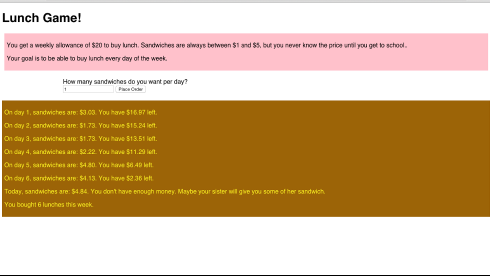 Lunch Game!
You get a weekly allowance of $20 to buy lunch. Sandwiches are always between $1 and $5, but you never know the price until you get to school..
Your goal is to be able to buy lunch every day of the week.
How many sandwiches do you want per day?
1 Place Order
On day 1, sandwiches are: $3.03. You have $16.97 left.
On day 2, sandwiches are: $1.73. You have $15.24 left.
On day 3, sandwiches are: $1.73. You have $13.51 left.
On day 4, sandwiches are: $2.22. You have $11.29 left.
On day 5, sandwiches are: $4.80. You have $6.49 left.
On day 6, sandwiches are: $4.13. You have $2.36 left.
Today, sandwiches are: $4.84. You don't have enough money. Maybe your sister will give you some of her sandwich.
You bought 6 lunches this week.